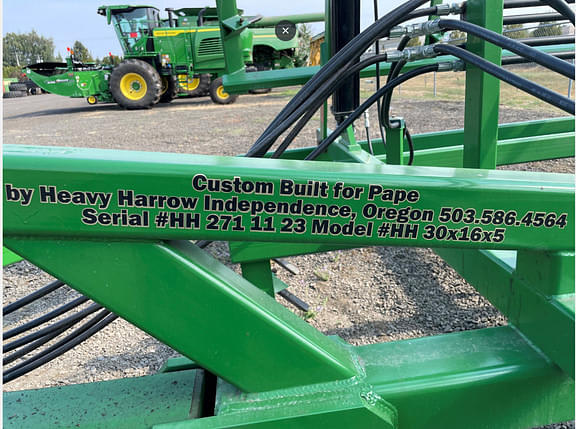 Custom Built for Pape
by Heavy Harrow Independence, Oregon 503.586.4564
Serial #HH 271 11 23 Model #HH 30x16x5